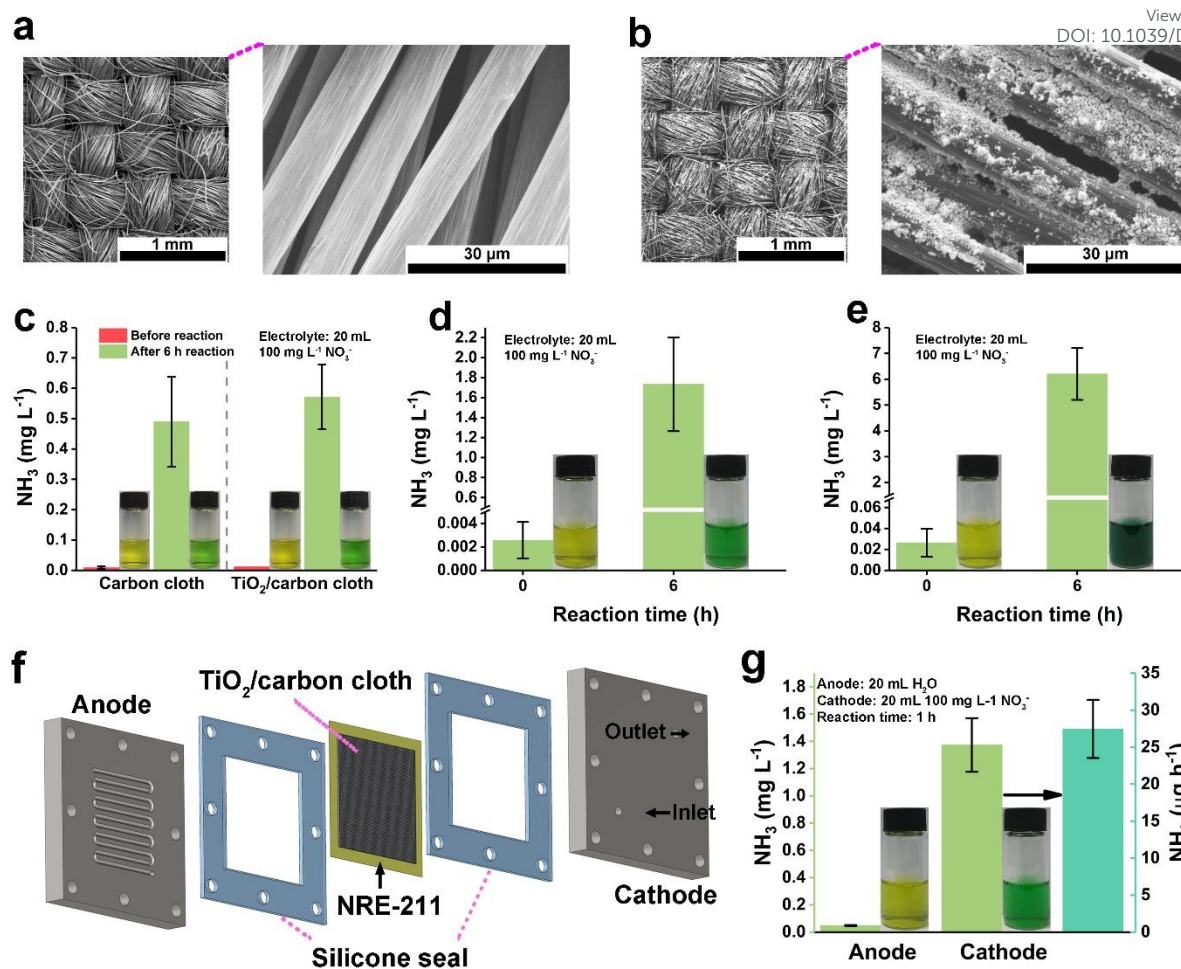 View
DOI: 10.1039/D
a
1 mm
30 µm
b
1 mm
30 µm
c
NH₃ (mg L⁻¹)
0.8
0.7
0.6
0.5
0.4
0.3
0.2
0.1
0.0
Before reaction
After 6 h reaction
Electrolyte: 20 mL
100 mg L⁻¹ NO₃⁻
Carbon cloth
TiO₂/carbon cloth
d
NH₃ (mg L⁻¹)
2.2
2.0
1.8
1.6
1.4
1.2
1.0
0.8
0.6
0.004
0.002
0.000
Electrolyte: 20 mL
100 mg L⁻¹ NO₃⁻
0
6
Reaction time (h)
e
NH₃ (mg L⁻¹)
8
7
6
5
4
3
2
0.06
0.04
0.02
0.00
Electrolyte: 20 mL
100 mg L⁻¹ NO₃⁻
0
6
Reaction time (h)
f
Anode
TiO₂/carbon cloth
NRE-211
Silicone seal
Outlet
Inlet
Cathode
g
NH₃ (mg L⁻¹)
1.8
1.6
1.4
1.2
1.0
0.8
0.6
0.4
0.2
0.0
Anode: 20 mL H₂O
Cathode: 20 mL 100 mg L-1 NO₃⁻
Reaction time: 1 h
Anode
Cathode
35
30
25
20
15
10
5
0